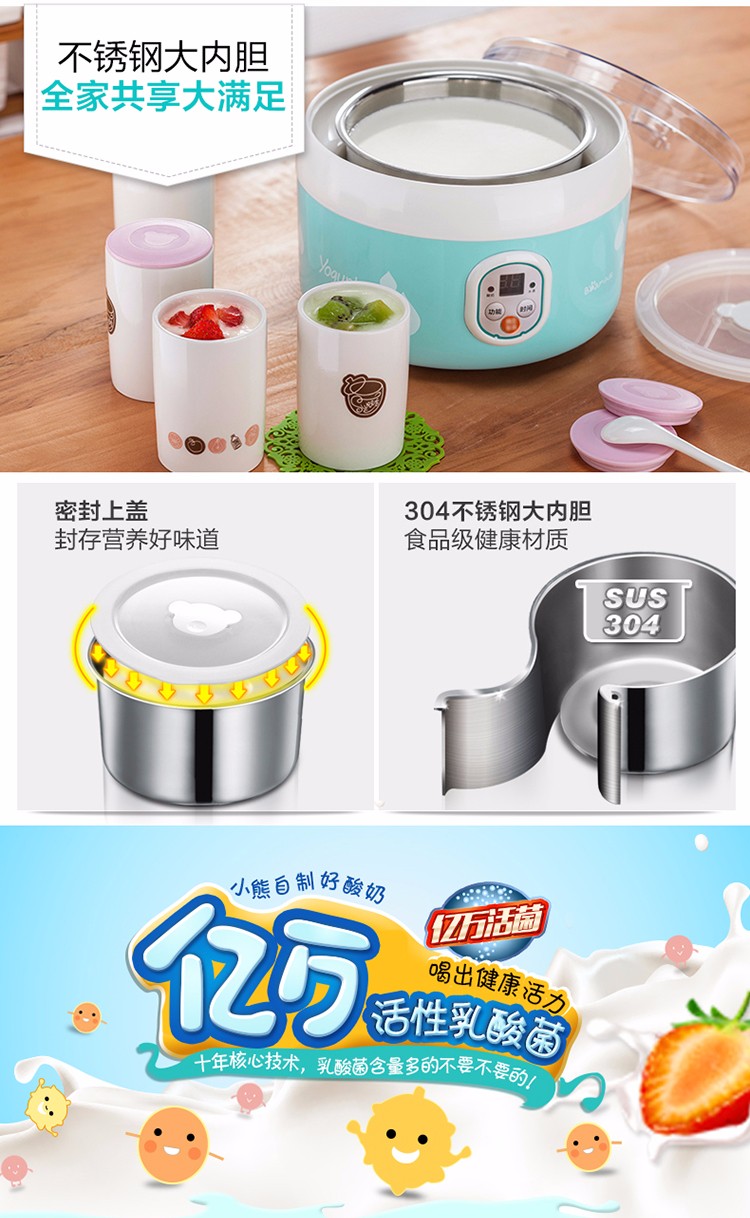 不锈钢大内胆
全家共享大满足
功能
时间
密封上盖
封存营养好味道
304不锈钢大内胆
食品级健康材质
SUS
304
小熊自制好酸奶
亿万活菌
亿万
喝出健康活力
活性乳酸菌
十年核心技术，乳酸菌含量多的不要不要的！